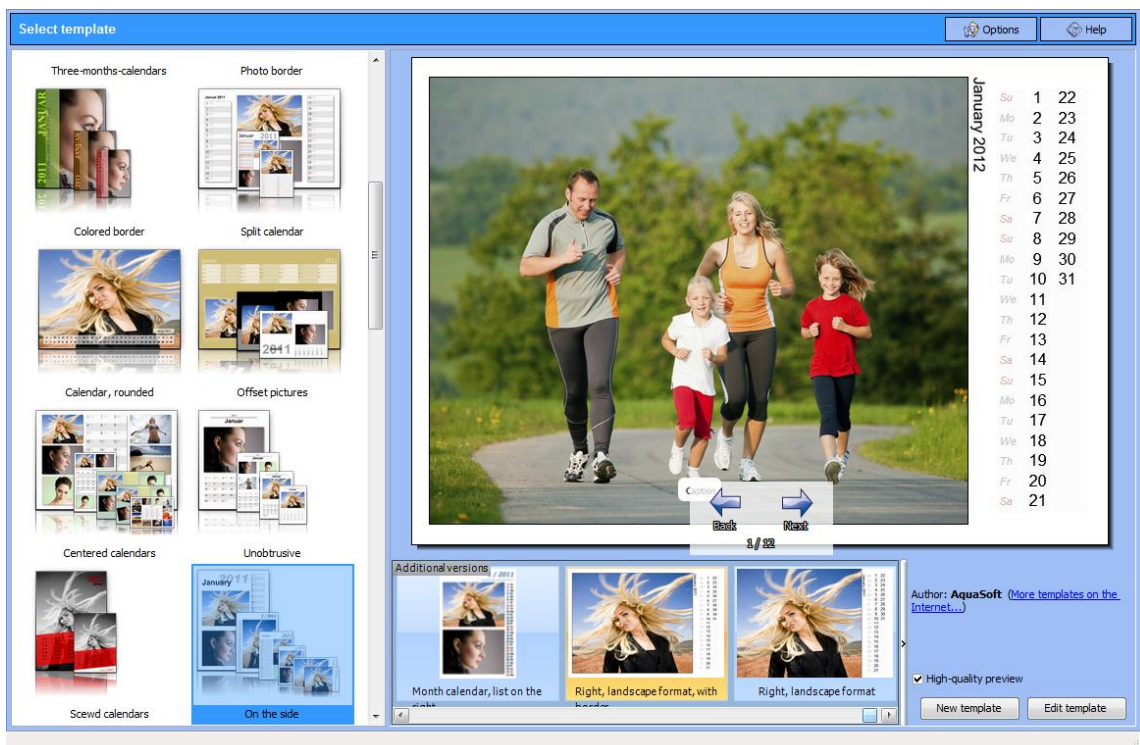 Select template
Options
Help
Three-months-calendars
Photo border
Colored border
Split calendar
Calendar, rounded
Offset pictures
Centered calendars
Unobtrusive
Scewd calendars
On the side
January 2012
Su 1 22
Mo 2 23
Tu 3 24
We 4 25
Th 5 26
Fr 6 27
Sa 7 28
Su 8 29
Mo 9 30
Tu 10 31
We 11
Th 12
Fr 13
Sa 14
Su 15
Mo 16
Tu 17
We 18
Th 19
Fr 20
Sa 21
Caption
Back
Next
1 / 12
Additional versions
Month calendar, list on the
right
Right, landscape format, with
border
Right, landscape format
Author: AquaSoft (More templates on the
Internet...)
High-quality preview
New template
Edit template